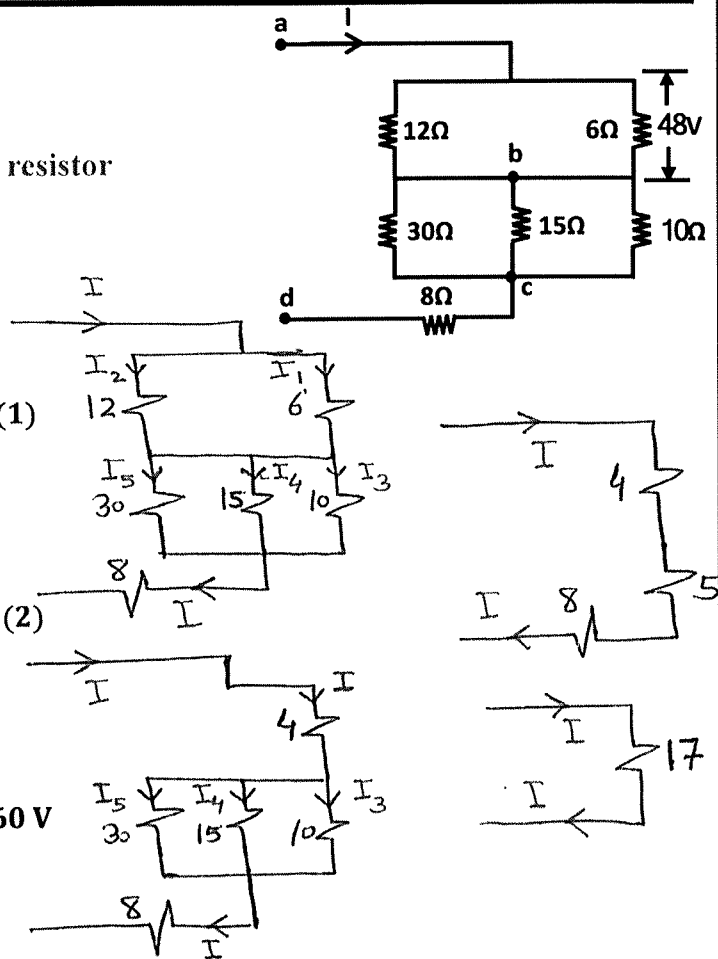 a I
12Ω 6Ω 48v
b
resistor
30Ω 15Ω 10Ω
d 8Ω c
I
I₂ I₁
12 6
(1)
I₅ I₄ I₃
30 15 10
8
I
(2)
I
4
5
8
I
I
I
4
I₅ I₄ I₃
30 15 10
60 V
8
I
I
17
I